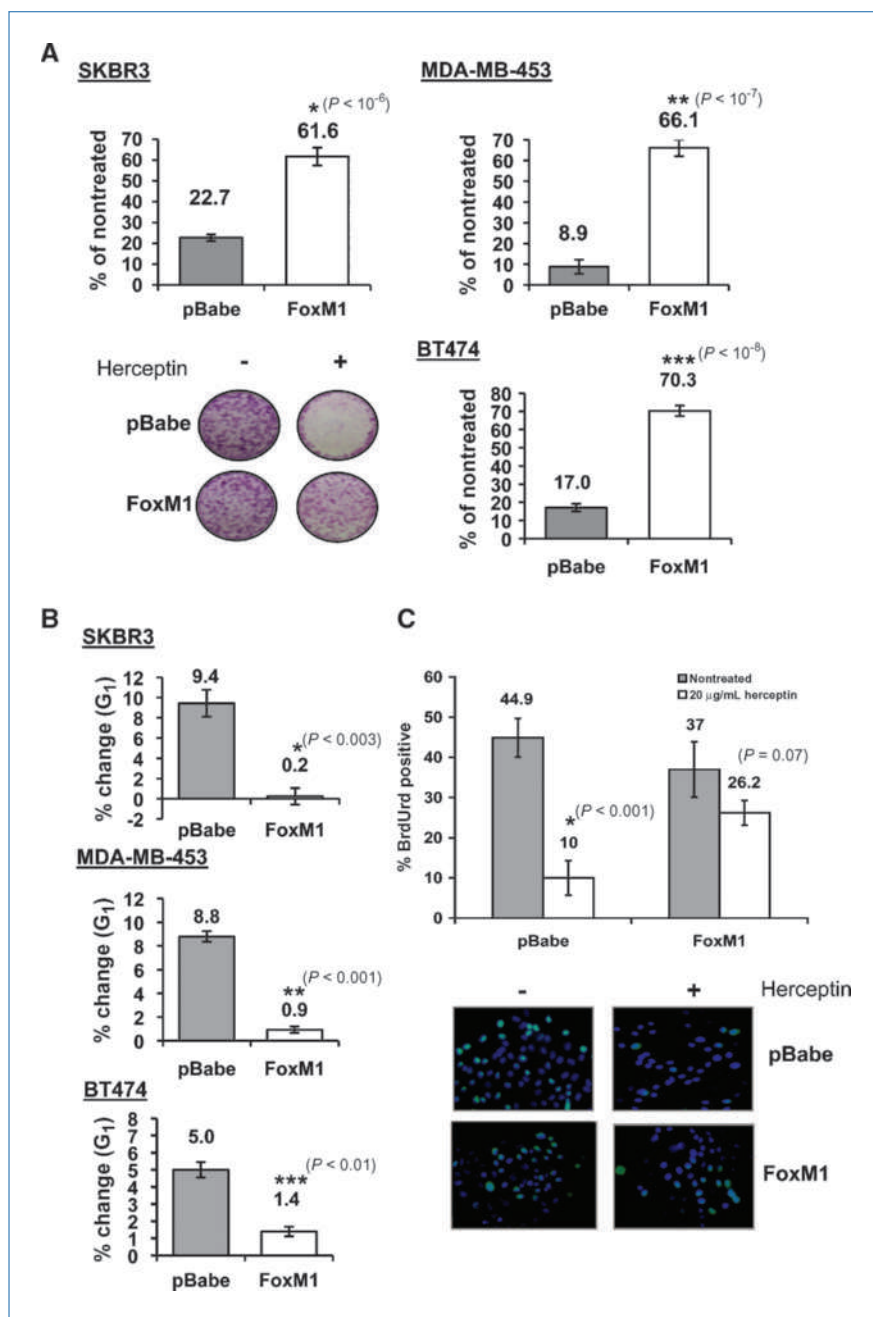 A
SKBR3
* (P < 10-6)
61.6
70
60
50
40
30
20
10
0
% of nontreated
22.7
pBabe
FoxM1
MDA-MB-453
** (P < 10-7)
66.1
70
60
50
40
30
20
10
0
% of nontreated
8.9
pBabe
FoxM1
Herceptin - +
pBabe
FoxM1
BT474
*** (P < 10-8)
70.3
80
70
60
50
40
30
20
10
0
% of nontreated
17.0
pBabe
FoxM1
B
SKBR3
12
10
8
6
4
2
0
-2
% change (G1)
9.4
* (P < 0.003)
0.2
pBabe
FoxM1
MDA-MB-453
12
10
8
6
4
2
0
% change (G1)
8.8
** (P < 0.001)
0.9
pBabe
FoxM1
BT474
8
7
6
5
4
3
2
1
0
% change (G1)
5.0
*** (P < 0.01)
1.4
pBabe
FoxM1
C
60
50
40
30
20
10
0
% BrdUrd positive
Nontreated
20 µg/mL herceptin
44.9
* (P < 0.001)
10
37
(P = 0.07)
26.2
pBabe
FoxM1
- + Herceptin
pBabe
FoxM1